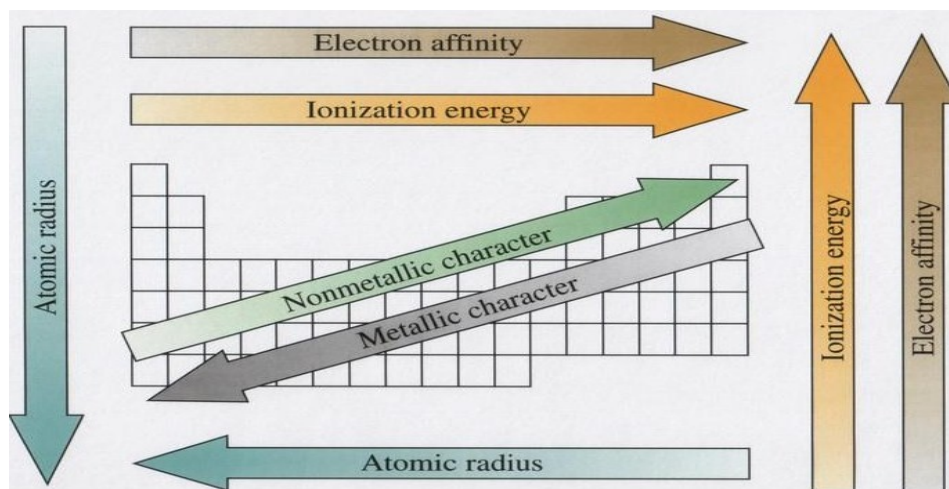 Electron affinity
Ionization energy
Atomic radius
Nonmetallic character
Metallic character
Ionization energy
Electron affinity
Atomic radius